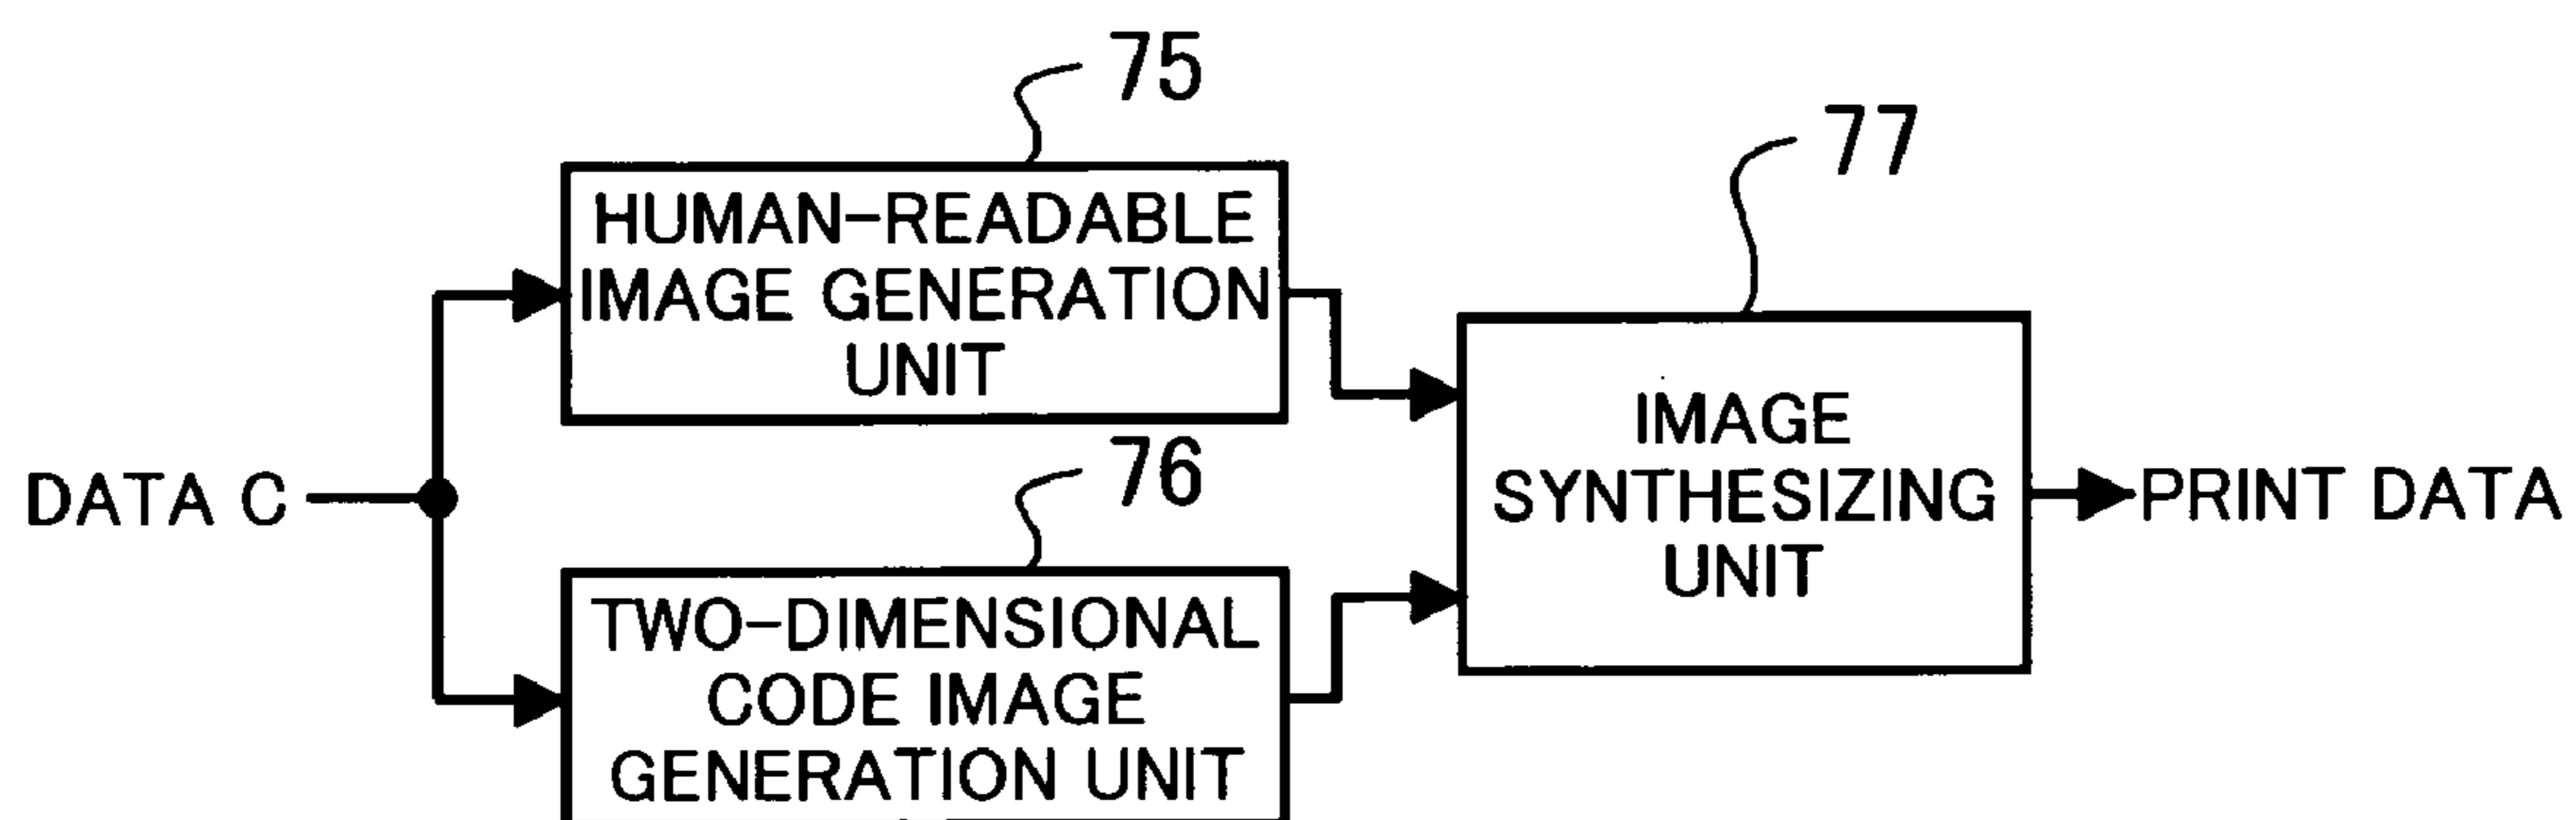 75
HUMAN-READABLE
IMAGE GENERATION
UNIT
77
IMAGE
SYNTHESIZING
UNIT
DATA C
PRINT DATA
76
TWO-DIMENSIONAL
CODE IMAGE
GENERATION UNIT